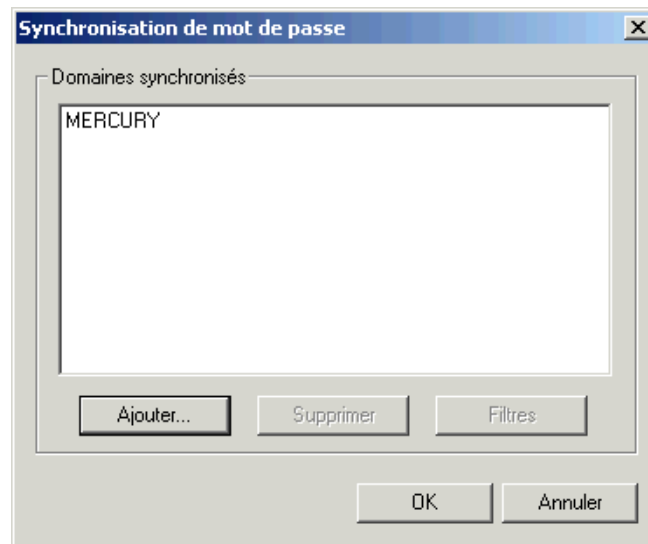 Synchronisation de mot de passe
Domaines synchronisés
MERCURY
Ajouter... Supprimer Filtres
OK Annuler